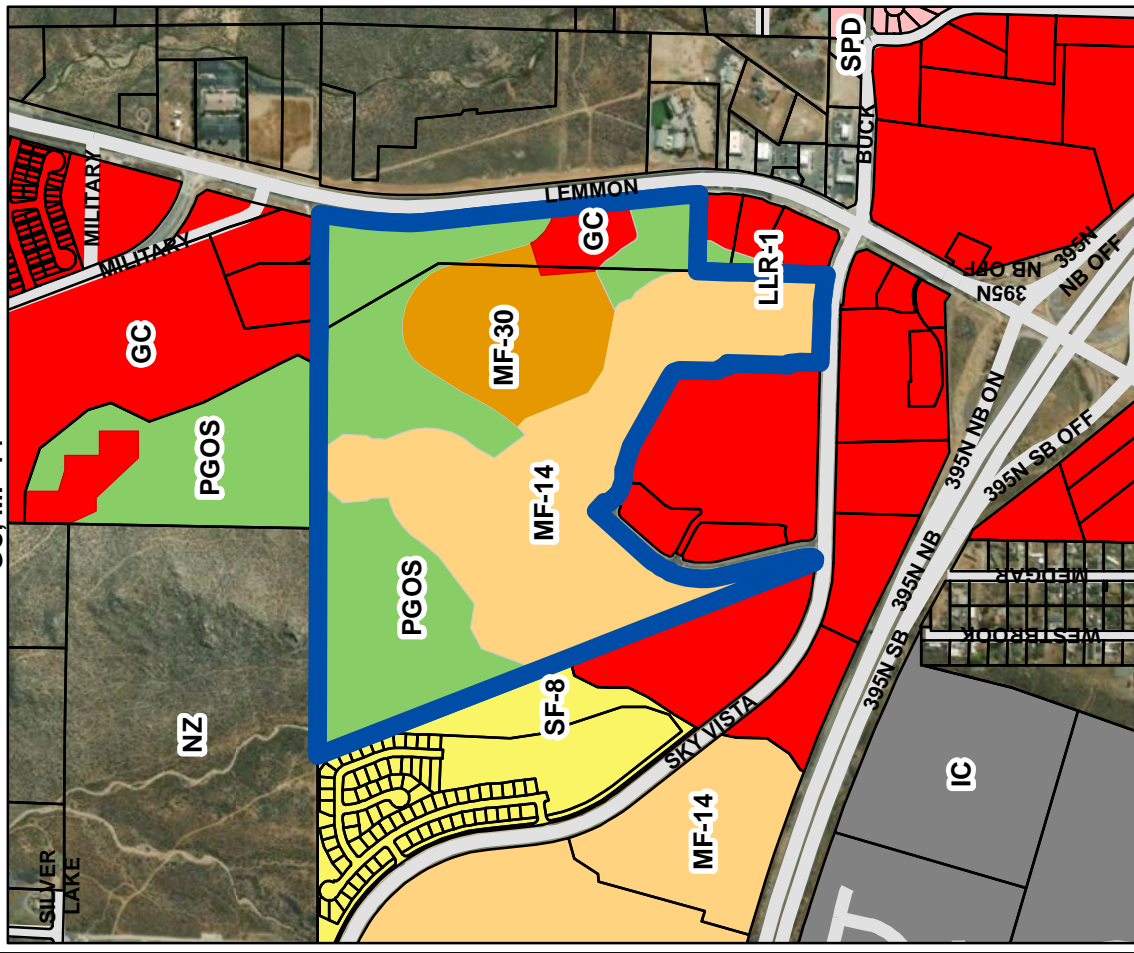 SPD
BUCK
MILITARY
MILITARY
LEMMON
GC
LLR-1
395N
NB OFF
395N
NB OFF
GC
MF-30
PGOS
MF-14
395N NB ON
395N SB OFF
PGOS
395N NB
MEDGAR
WESTBROOK
395N SB
SF-8
NZ
SKY VISTA
IC
MF-14
SILVER
LAKE